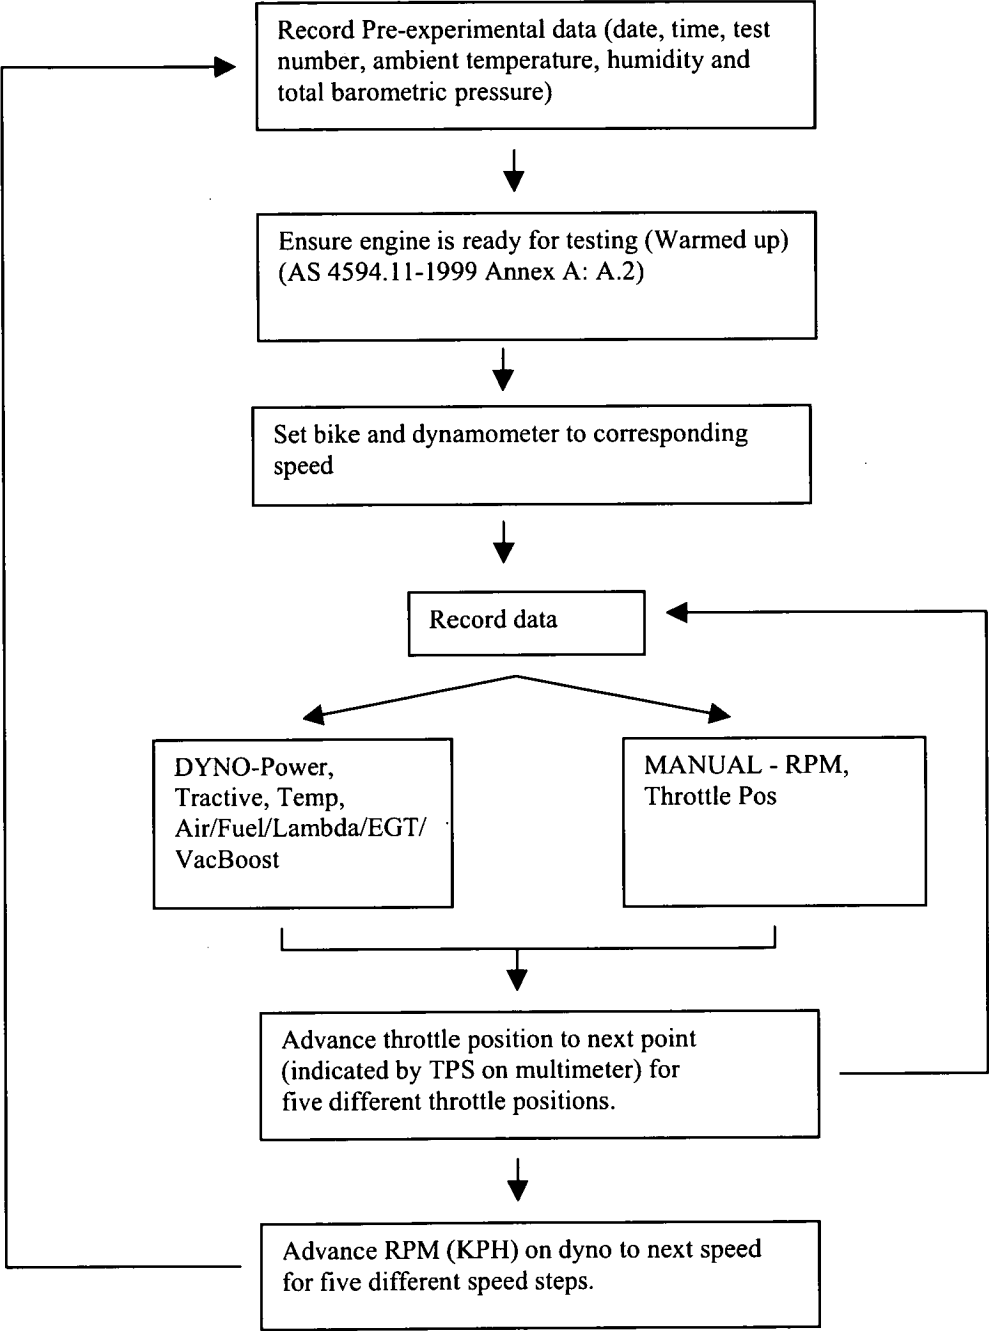 Record Pre-experimental data (date, time, test
number, ambient temperature, humidity and
total barometric pressure)
Ensure engine is ready for testing (Warmed up)
(AS 4594.11-1999 Annex A: A.2)
Set bike and dynamometer to corresponding
speed
Record data
DYNO-Power,
Tractive, Temp,
Air/Fuel/Lambda/EGT/
VacBoost
MANUAL - RPM,
Throttle Pos
Advance throttle position to next point
(indicated by TPS on multimeter) for
five different throttle positions.
Advance RPM (KPH) on dyno to next speed
for five different speed steps.